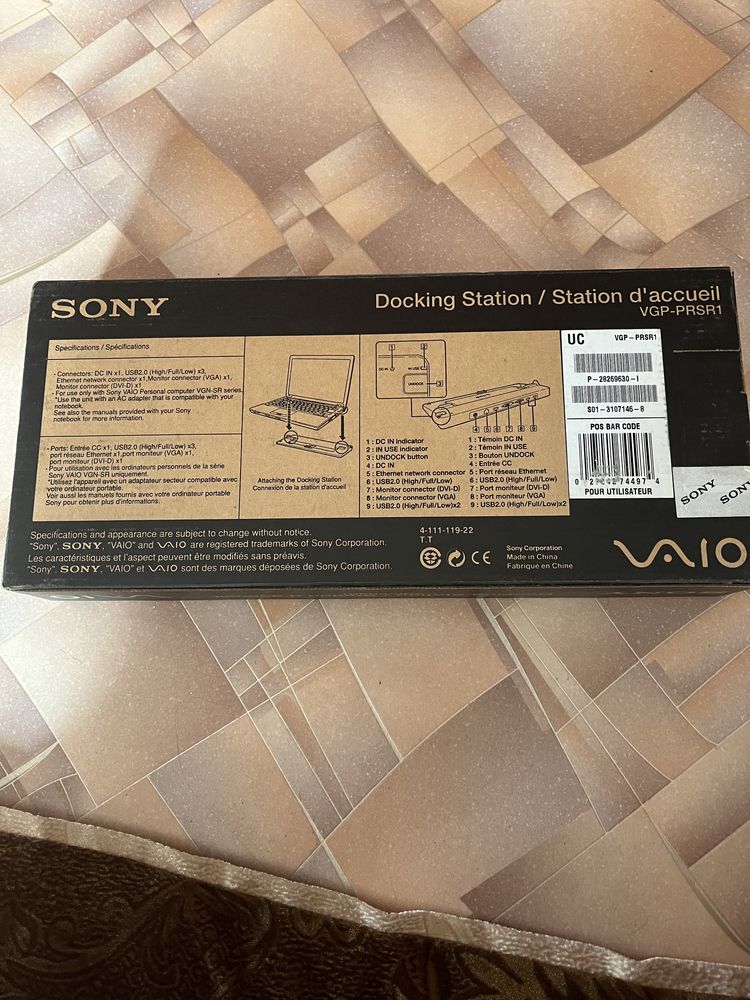 SONY
Docking Station / Station d'accueil
VGP-PRSR1
Specifications / Spécifications
· Connectors: DC IN x1, USB2.0 (High/Full/Low) x3,
Ethernet network connector x1, Monitor connector (VGA) x1,
Monitor connector (DVI-D) x1
· For use only with Sony VAIO Personal computer VGN-SR series.
*Use the unit with an AC adapter that is compatible with your
notebook.
See also the manuals provided with your Sony
notebook for more information.
· Ports: Entrée CC x1, USB2.0 (High/Full/Low) x3,
port réseau Ethernet x1, port moniteur (VGA) x1,
port moniteur (DVI-D) x1
· Pour utilisation avec les ordinateurs personnels de la série
Sony VAIO VGN-SR uniquement.
*Utilisez l'appareil avec un adaptateur secteur compatible avec
votre ordinateur portable.
Voir aussi les manuels fournis avec votre ordinateur portable
Sony pour obtenir plus d'informations.
Attaching the Docking Station
Connexion de la station d'accueil
1
2
DC IN
IN USE
UNDOCK
3
4 5 6 7 8 9
1 : DC IN indicator
2 : IN USE indicator
3 : UNDOCK button
4 : DC IN
5 : Ethernet network connector
6 : USB2.0 (High/Full/Low)
7 : Monitor connector (DVI-D)
8 : Monitor connector (VGA)
9 : USB2.0 (High/Full/Low)x2
1 : Témoin DC IN
2 : Témoin IN USE
3 : Bouton UNDOCK
4 : Entrée CC
5 : Port réseau Ethernet
6 : USB2.0 (High/Full/Low)
7 : Port moniteur (DVI-D)
8 : Port moniteur (VGA)
9 : USB2.0 (High/Full/Low)x2
UC
VGP-PRSR1
P-28269630-I
S01-3107146-8
POS BAR CODE
POUR UTILISATEUR
SONY
SONY
Specifications and appearance are subject to change without notice.
"Sony", SONY, "VAIO" and VAIO are registered trademarks of Sony Corporation.
Les caractéristiques et l'aspect peuvent être modifiés sans préavis.
"Sony", SONY, "VAIO" et VAIO sont des marques déposées de Sony Corporation.
4-111-119-22
T.T
CE
Sony Corporation
Made in China
Fabriqué en Chine
VAIO